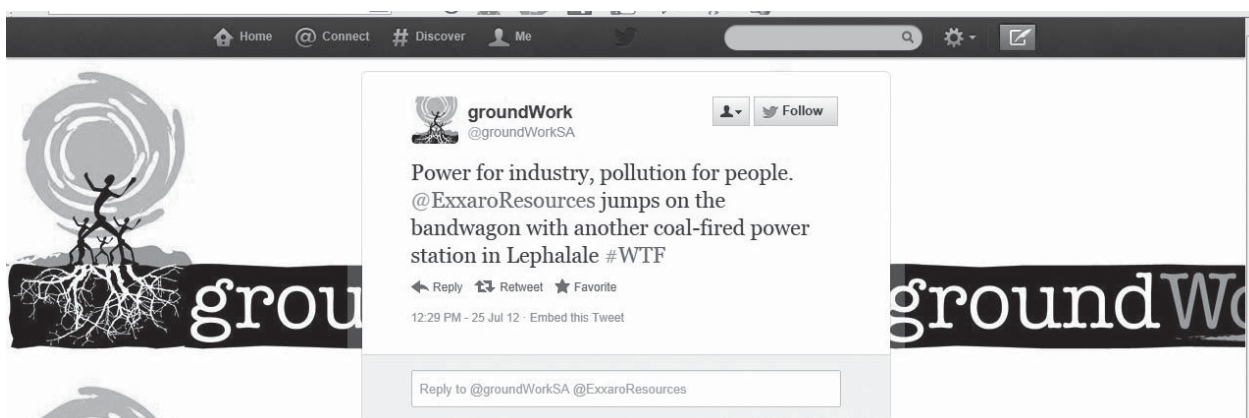 Home @ Connect # Discover Me
groundWork
@groundWorkSA
Follow
Power for industry, pollution for people.
@ExxaroResources jumps on the
bandwagon with another coal-fired power
station in Lephalale #WTF
Reply Retweet Favorite
12:29 PM - 25 Jul 12 · Embed this Tweet
Reply to @groundWorkSA @ExxaroResources
grou
groundWo